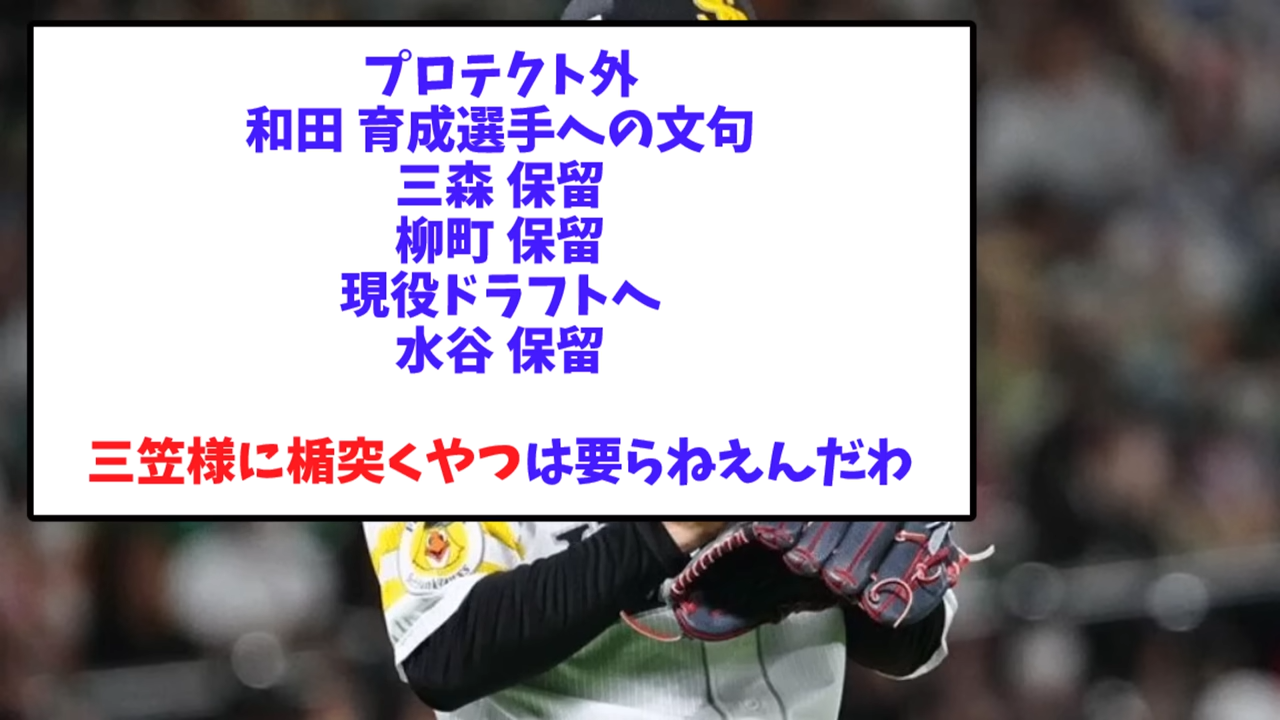 プロテクト外
和田 育成選手への文句
三森 保留
柳町 保留
現役ドラフトへ
水谷 保留
三笠様に楯突くやつは要らねえんだわ